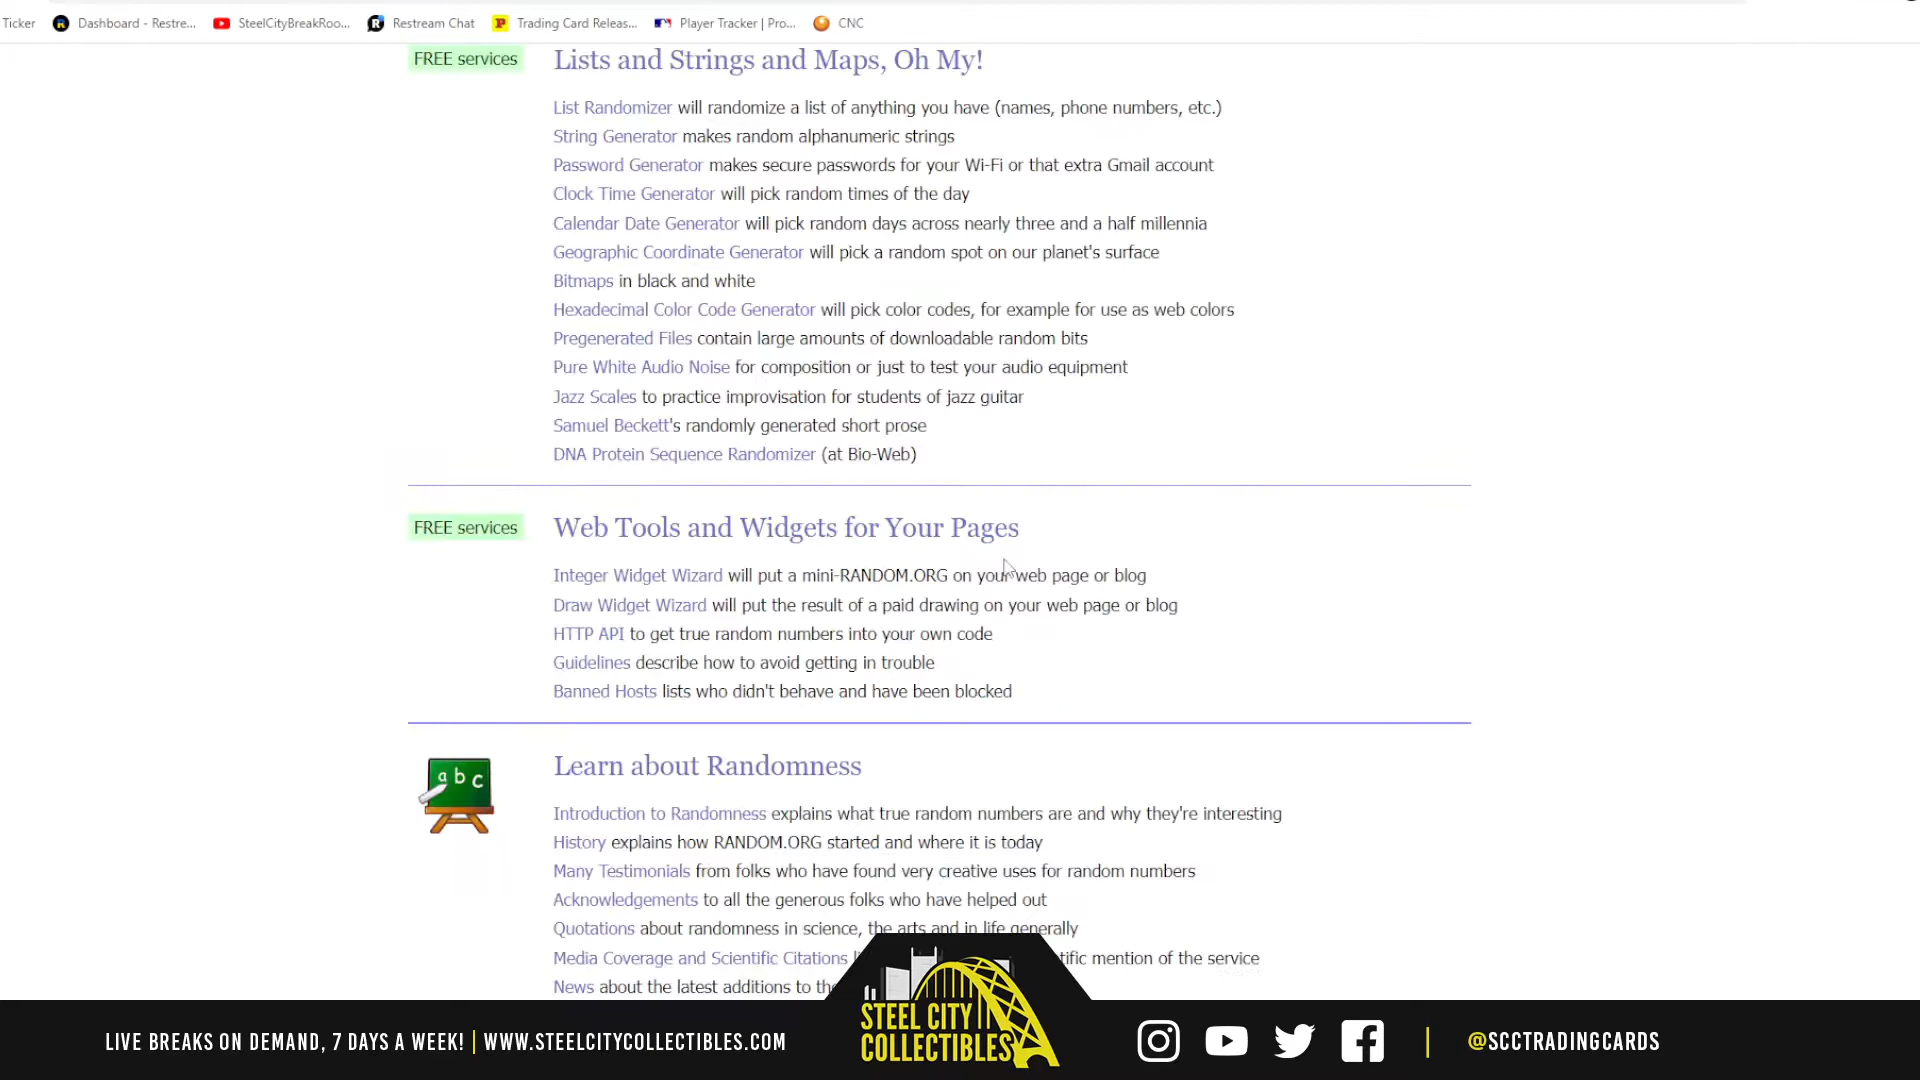 Ticker
Dashboard - Restre...
SteelCityBreakRoo...
Restream Chat
Trading Card Releas...
Player Tracker | Pro...
CNC
FREE services
Lists and Strings and Maps, Oh My!
List Randomizer will randomize a list of anything you have (names, phone numbers, etc.)
String Generator makes random alphanumeric strings
Password Generator makes secure passwords for your Wi-Fi or that extra Gmail account
Clock Time Generator will pick random times of the day
Calendar Date Generator will pick random days across nearly three and a half millennia
Geographic Coordinate Generator will pick a random spot on our planet's surface
Bitmaps in black and white
Hexadecimal Color Code Generator will pick color codes, for example for use as web colors
Pregenerated Files contain large amounts of downloadable random bits
Pure White Audio Noise for composition or just to test your audio equipment
Jazz Scales to practice improvisation for students of jazz guitar
Samuel Beckett's randomly generated short prose
DNA Protein Sequence Randomizer (at Bio-Web)
FREE services
Web Tools and Widgets for Your Pages
Integer Widget Wizard will put a mini-RANDOM.ORG on your web page or blog
Draw Widget Wizard will put the result of a paid drawing on your web page or blog
HTTP API to get true random numbers into your own code
Guidelines describe how to avoid getting in trouble
Banned Hosts lists who didn't behave and have been blocked
abc
Learn about Randomness
Introduction to Randomness explains what true random numbers are and why they're interesting
History explains how RANDOM.ORG started and where it is today
Many Testimonials from folks who have found very creative uses for random numbers
Acknowledgements to all the generous folks who have helped out
Quotations about randomness in science, the arts and in life generally
Media Coverage and Scientific Citations mention of the service
News about the latest additions to
LIVE BREAKS ON DEMAND, 7 DAYS A WEEK! | WWW.STEELCITYCOLLECTIBLES.COM
STEEL CITY
COLLECTIBLES
| @SCCTRADINGCARDS